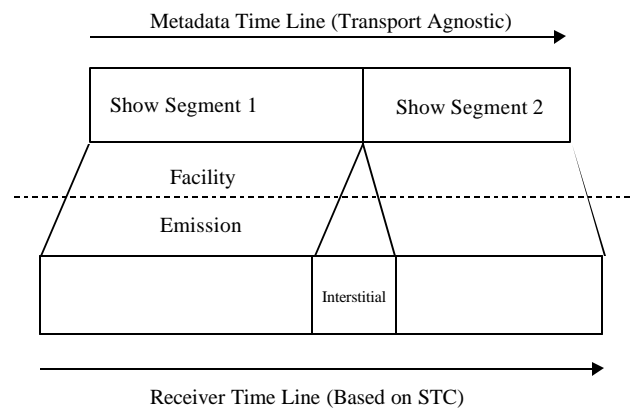 Metadata Time Line (Transport Agnostic)
Show Segment 1
Show Segment 2
Facility
Emission
Interstitial
Receiver Time Line (Based on STC)